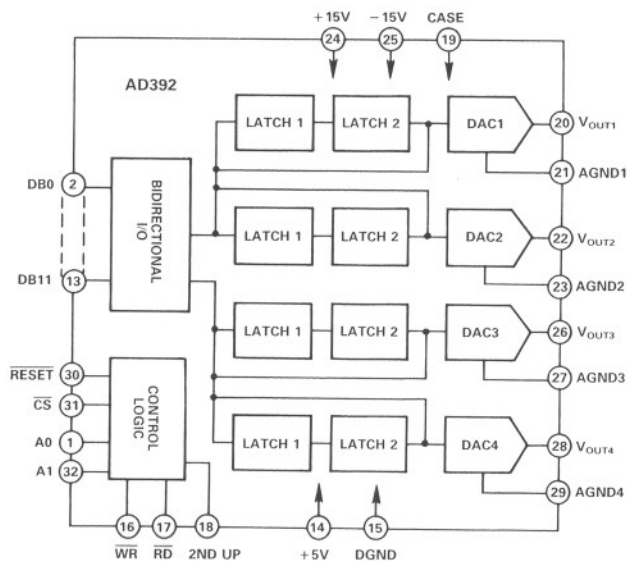 +15V −15V CASE
24 25 19
AD392
LATCH 1 LATCH 2 DAC1 20 VOUT1
21 AGND1
DB0 2
BIDIRECTIONAL I/O
LATCH 1 LATCH 2 DAC2 22 VOUT2
23 AGND2
DB11 13
LATCH 1 LATCH 2 DAC3 26 VOUT3
RESET 30
27 AGND3
CS 31
CONTROL LOGIC
A0 1
LATCH 1 LATCH 2 DAC4 28 VOUT4
A1 32
29 AGND4
16 17 18 14 15
WR RD 2ND UP +5V DGND